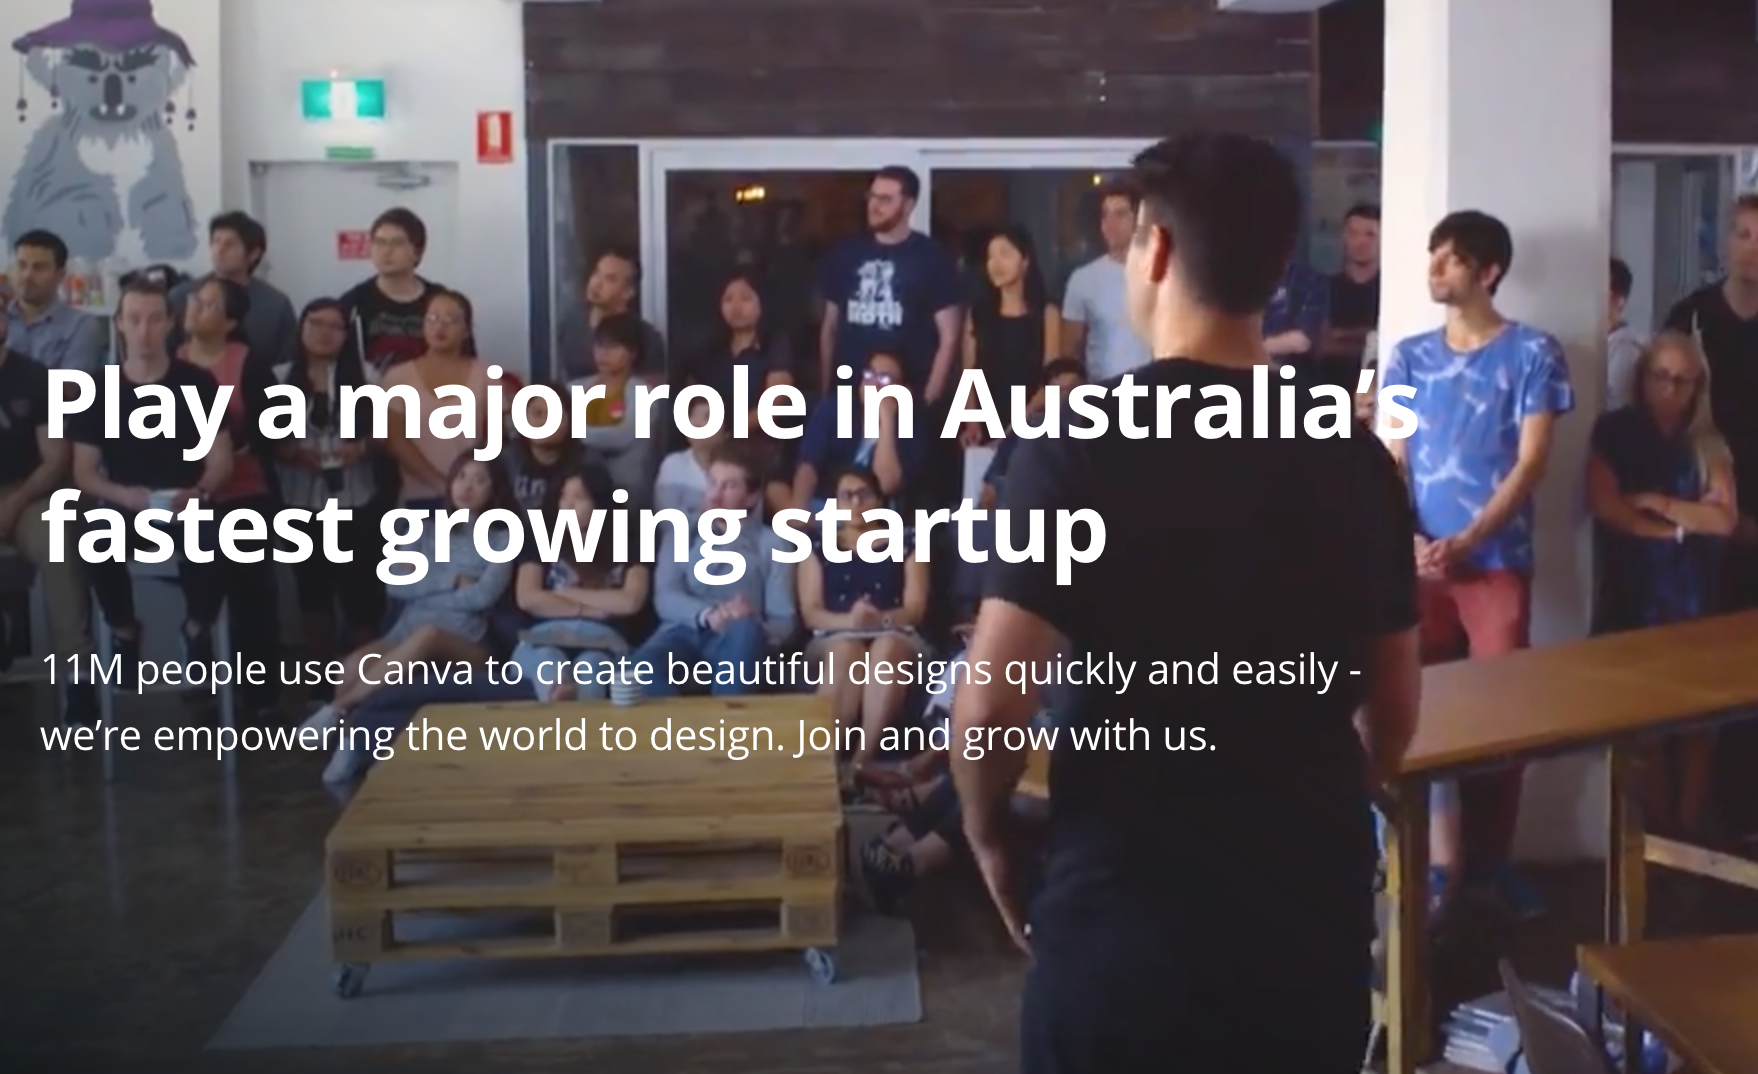 Play a major role in Australia’s
fastest growing startup
11M people use Canva to create beautiful designs quickly and easily -
we’re empowering the world to design. Join and grow with us.